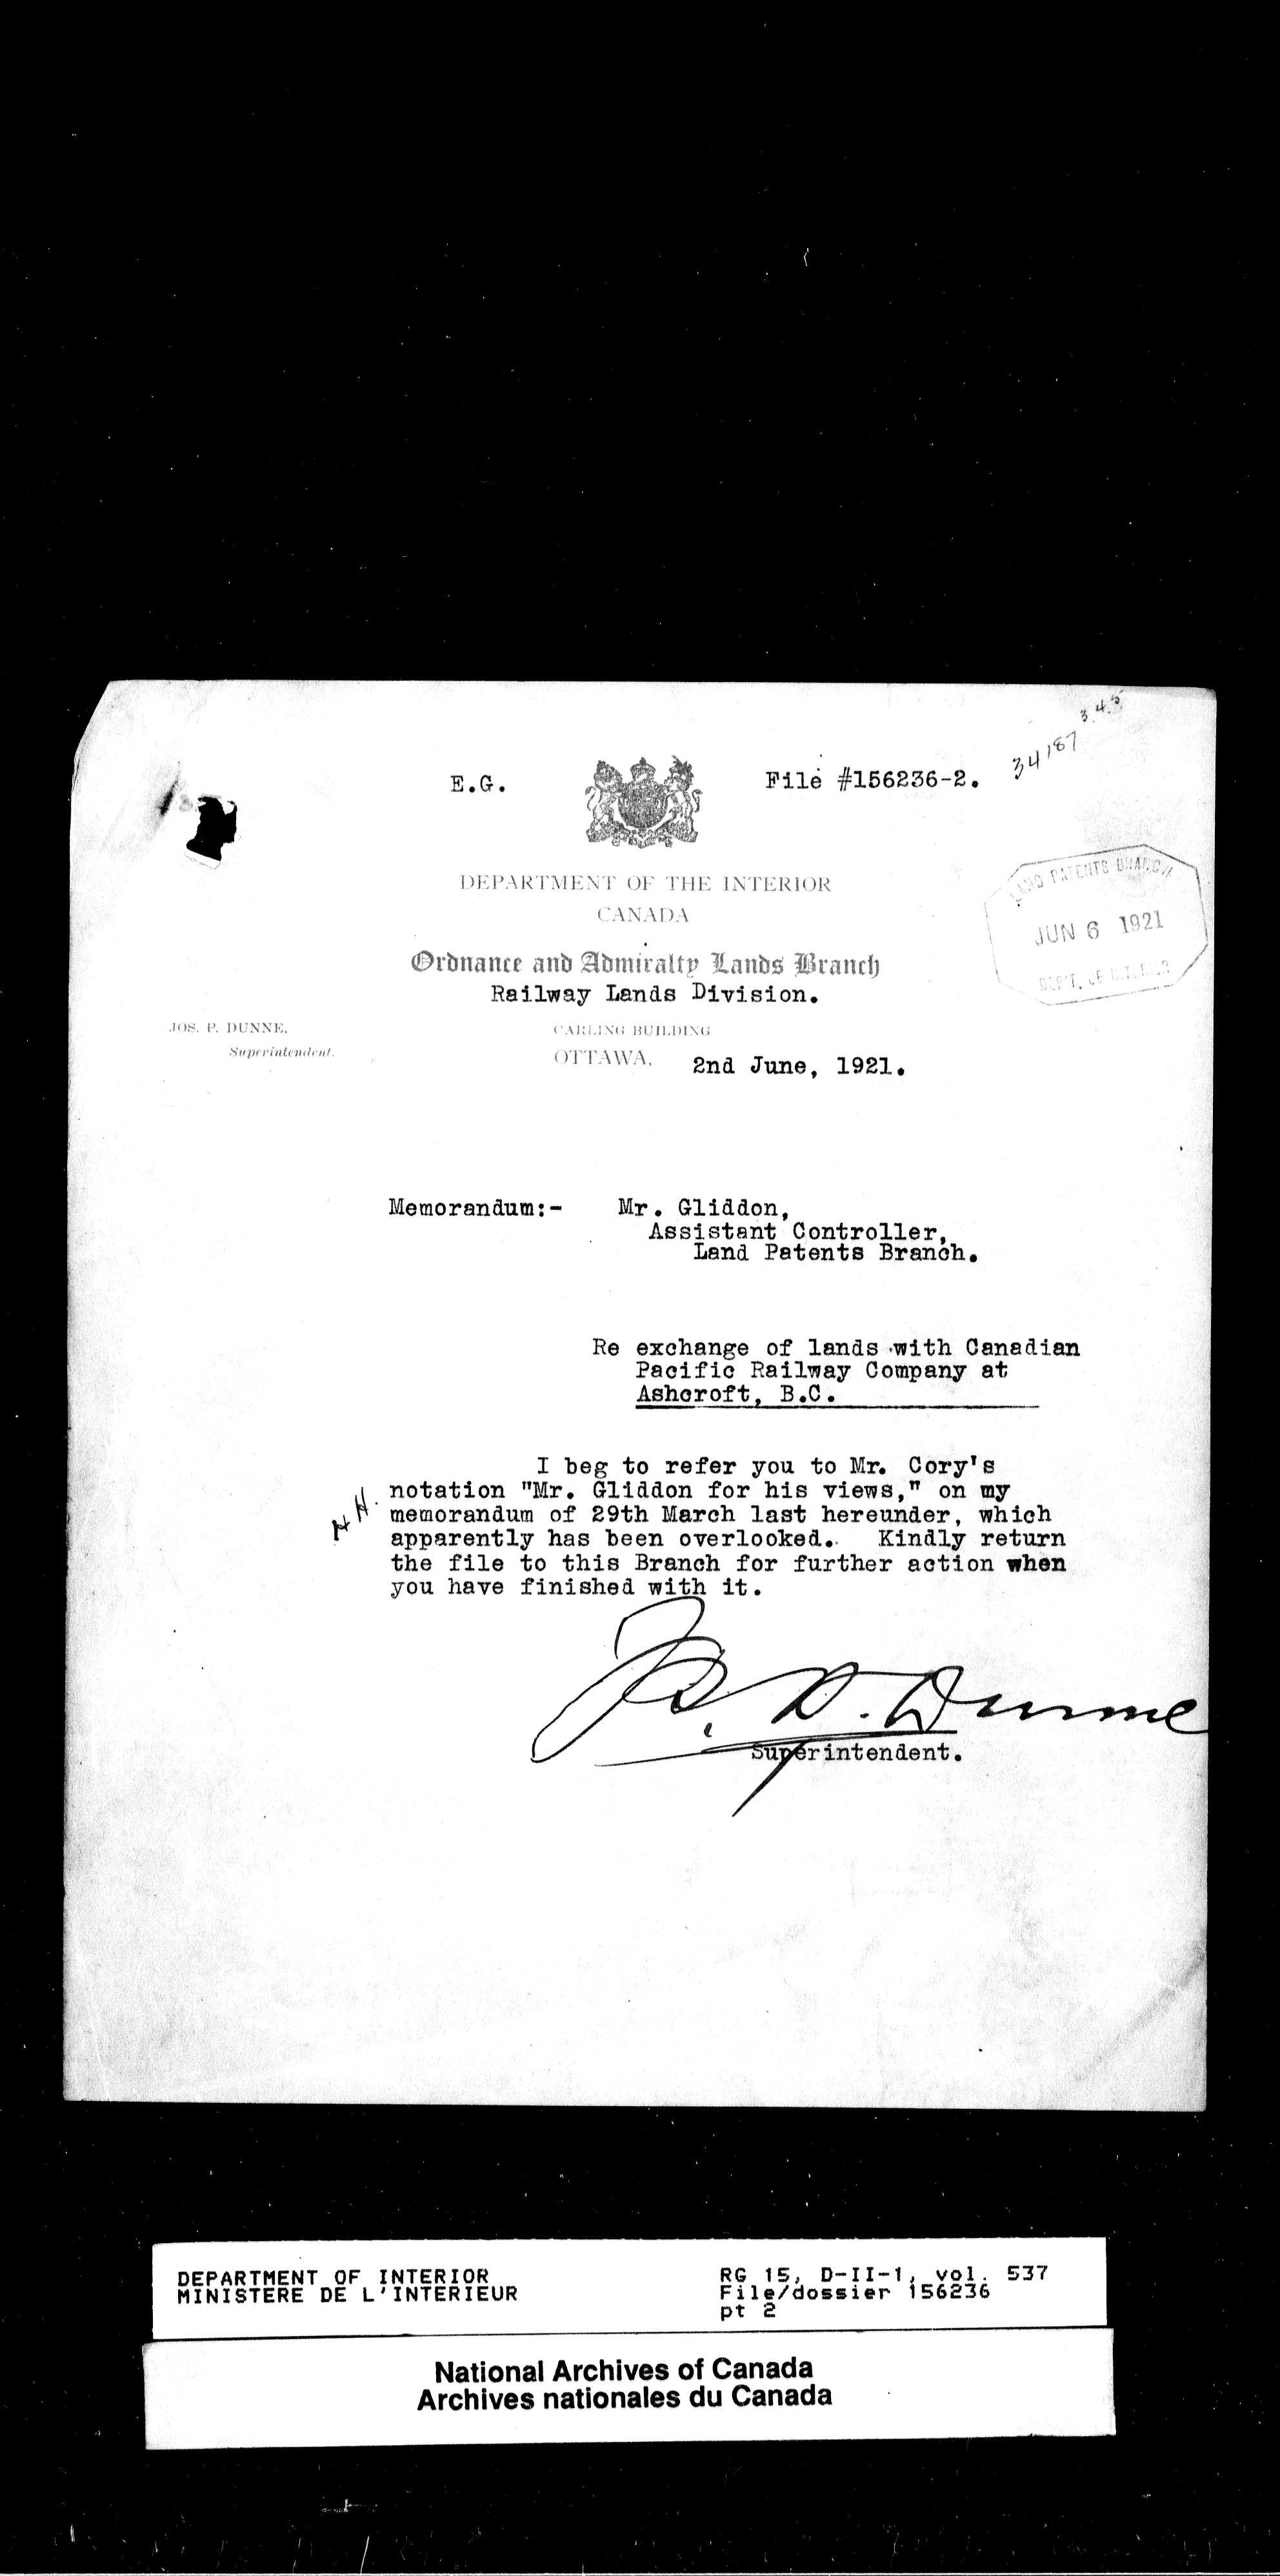 345
34187
E.G.
File #156236-2.
DEPARTMENT OF THE INTERIOR
CANADA
LAND PATENTS BRANCH
JUN 6 1921
DEP'T. OF INTERIOR
Ordnance and Admiralty Lands Branch
Railway Lands Division.
JOS. P. DUNNE,
Superintendent.
CARLING BUILDING
OTTAWA, 2nd June, 1921.
Memorandum:- Mr. Gliddon,
Assistant Controller,
Land Patents Branch.
Re exchange of lands with Canadian
Pacific Railway Company at
Ashcroft, B.C.
I beg to refer you to Mr. Cory's
notation "Mr. Gliddon for his views," on my
memorandum of 29th March last hereunder, which
apparently has been overlooked. Kindly return
the file to this Branch for further action when
you have finished with it.
Jos. P. Dunne
Superintendent.
DEPARTMENT OF INTERIOR
MINISTERE DE L'INTERIEUR
RG 15, D-II-1, vol. 537
File/dossier 156236
pt 2
National Archives of Canada
Archives nationales du Canada